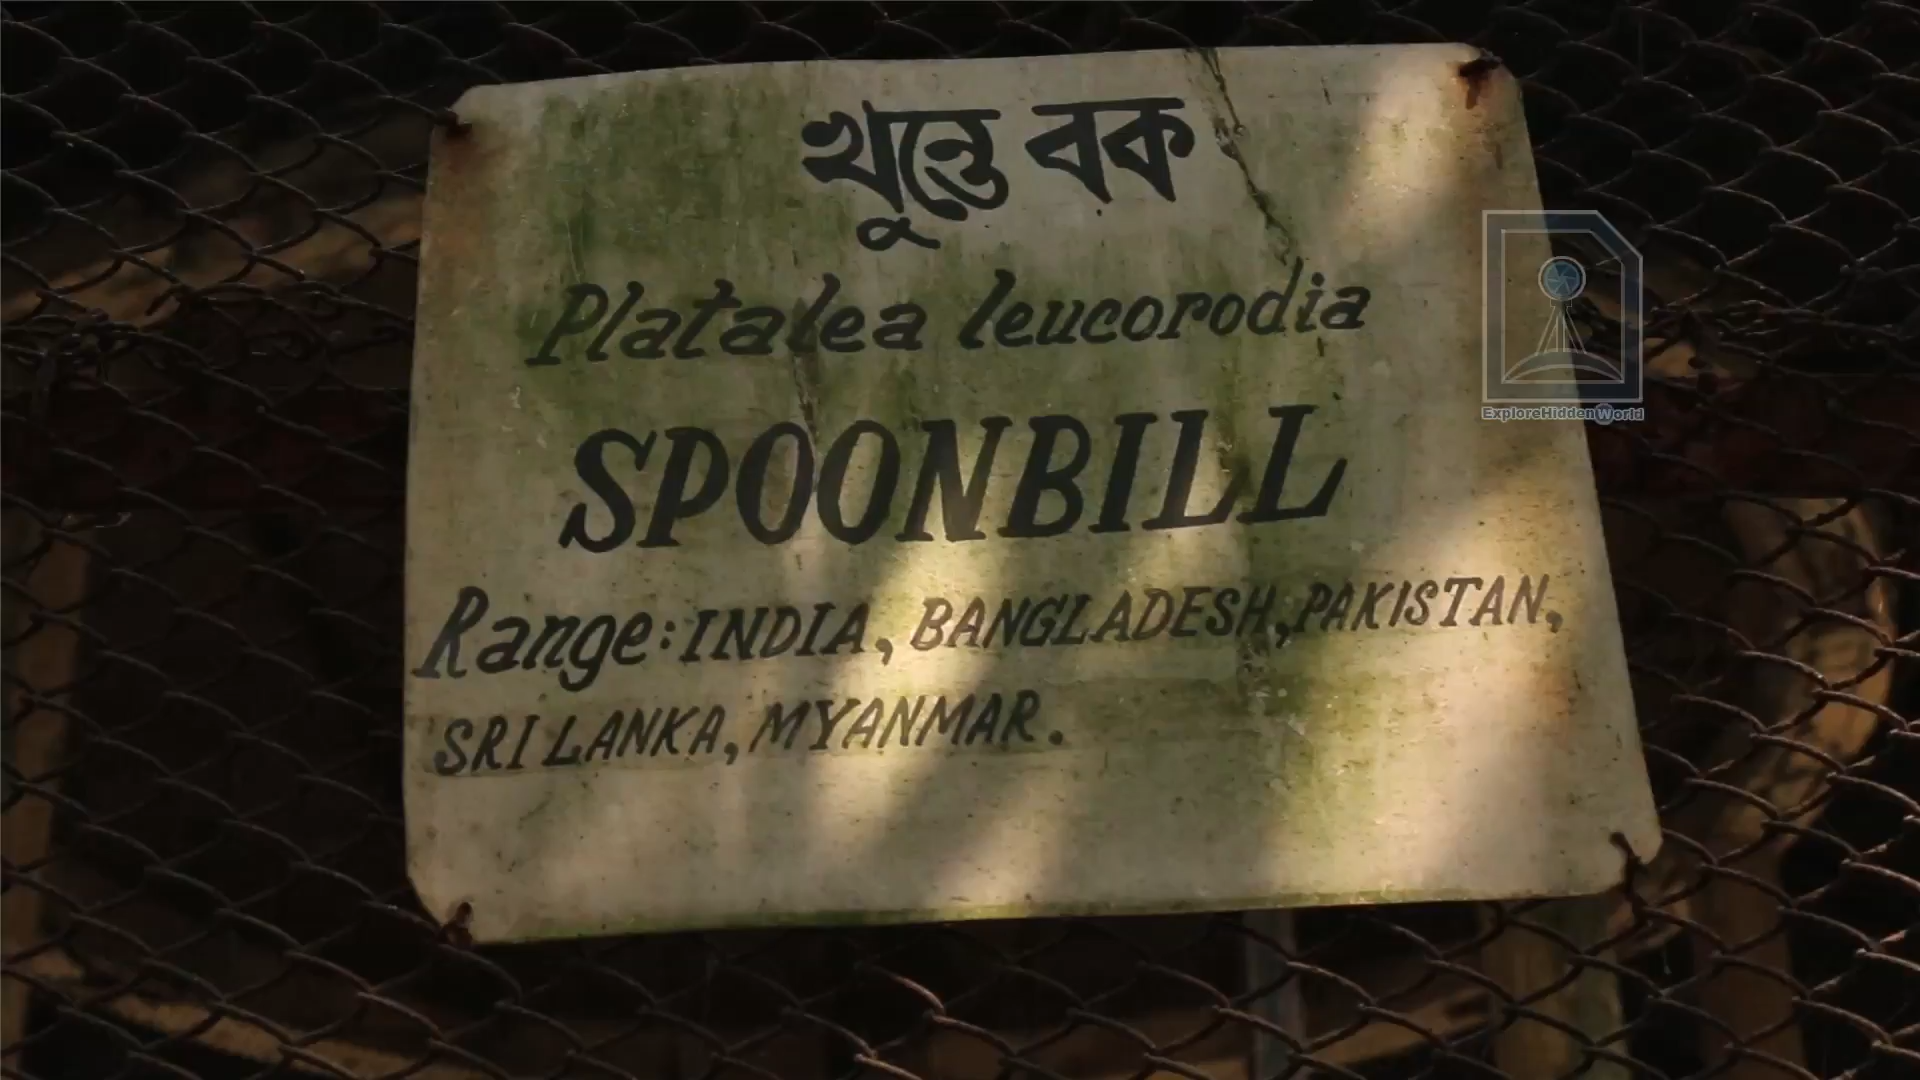 খুন্তে বক
Platalea leucorodia
SPOONBILL
Range: INDIA, BANGLADESH, PAKISTAN,
SRI LANKA, MYANMAR.
ExploreHiddenWorld